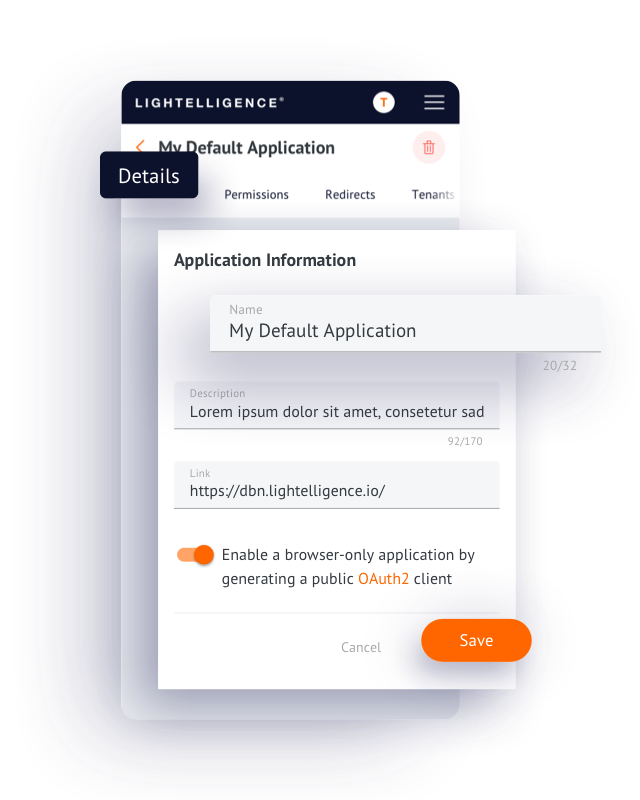 LIGHTELLIGENCE®
T
My Default Application
Details
Permissions
Redirects
Tenants
Application Information
Name
My Default Application
20/32
Description
Lorem ipsum dolor sit amet, consetetur sad
92/170
Link
https://dbn.lightelligence.io/
Enable a browser-only application by
generating a public OAuth2 client
Cancel
Save